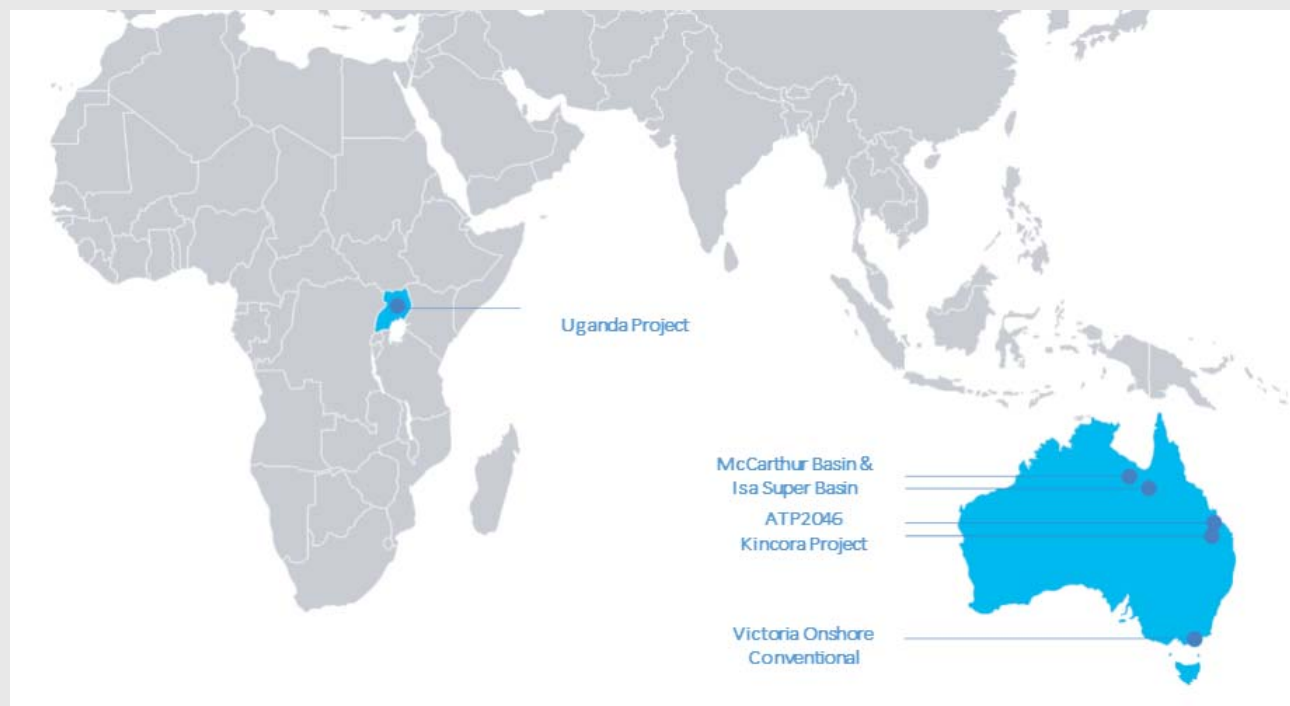 Uganda Project
McCarthur Basin &
Isa Super Basin
ATP2046
Kincora Project
Victoria Onshore
Conventional